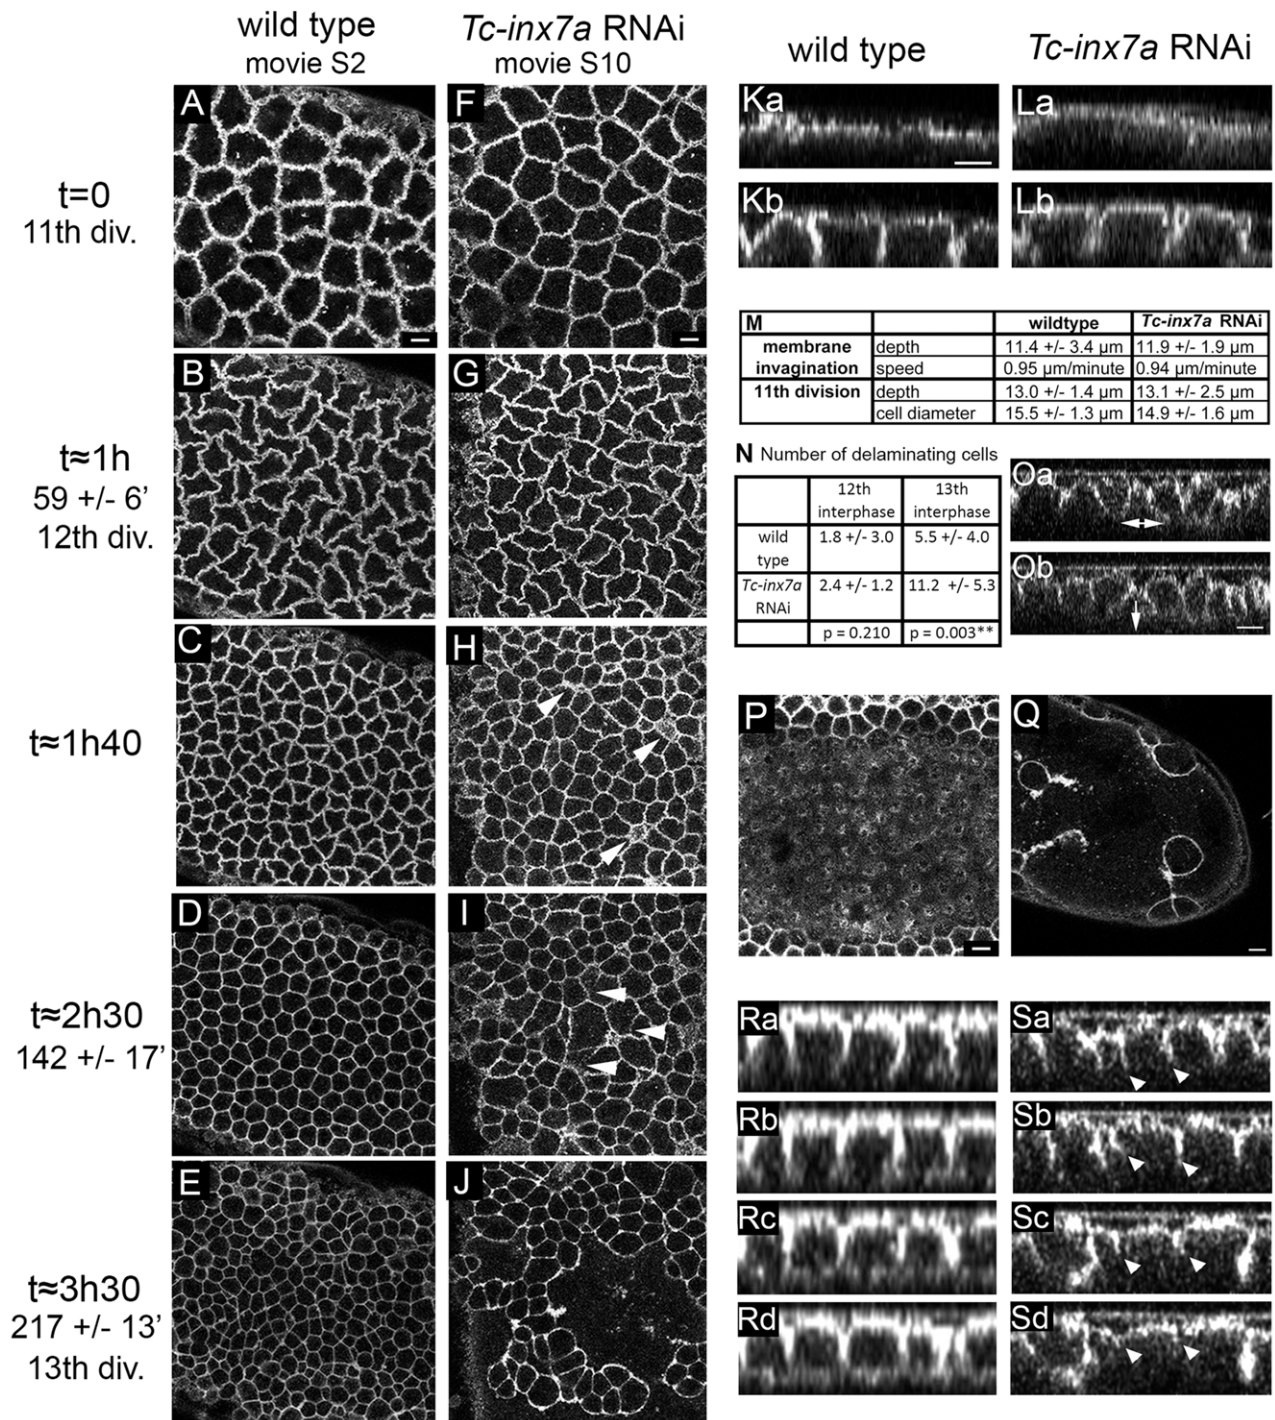 wild type
movie S2
Tc-inx7a RNAi
movie S10
wild type
Tc-inx7a RNAi
t=0
11th div.
A
F
t≈1h
59 +/- 6’
12th div.
B
G
t≈1h40
C
H
t≈2h30
142 +/- 17’
D
I
t≈3h30
217 +/- 13’
13th div.
E
J
Ka
La
Kb
Lb
M wildtype Tc-inx7a RNAi
membrane invagination depth 11.4 +/- 3.4 µm 11.9 +/- 1.9 µm
speed 0.95 µm/minute 0.94 µm/minute
11th division depth 13.0 +/- 1.4 µm 13.1 +/- 2.5 µm
cell diameter 15.5 +/- 1.3 µm 14.9 +/- 1.6 µm
N Number of delaminating cells
12th interphase 13th interphase
wild type 1.8 +/- 3.0 5.5 +/- 4.0
Tc-inx7a RNAi 2.4 +/- 1.2 11.2 +/- 5.3
p = 0.210 p = 0.003**
Oa
Ob
P
Q
Ra
Sa
Rb
Sb
Rc
Sc
Rd
Sd